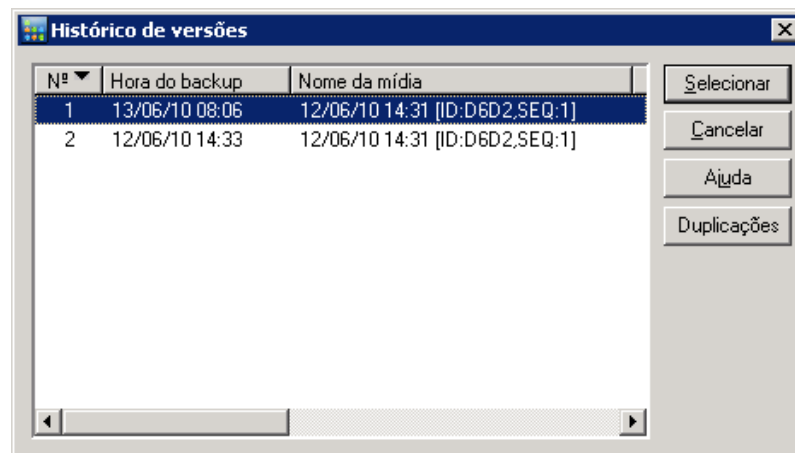 Histórico de versões
Nº Hora do backup Nome da mídia
1 13/06/10 08:06 12/06/10 14:31 [ID:D6D2,SEQ:1]
2 12/06/10 14:33 12/06/10 14:31 [ID:D6D2,SEQ:1]
Selecionar
Cancelar
Ajuda
Duplicações